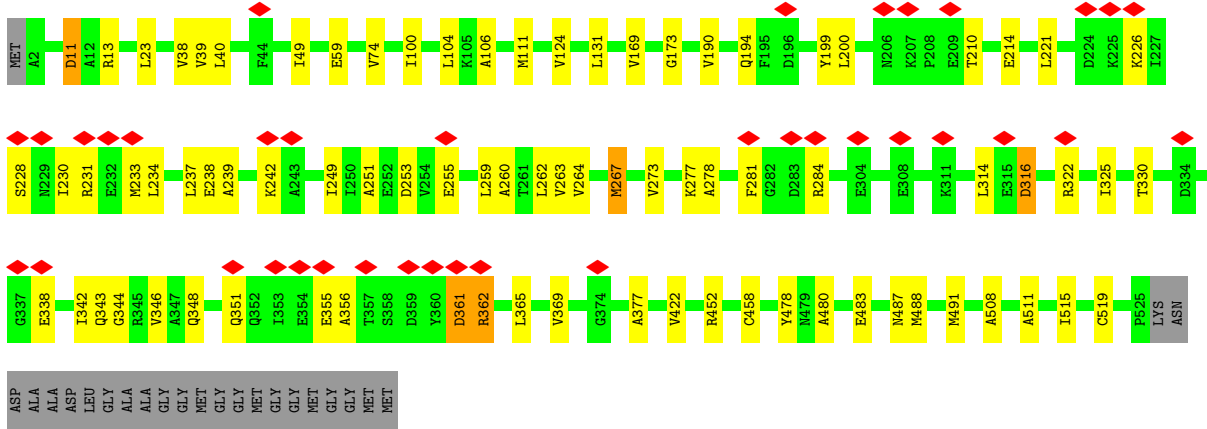 MET A2 D11 A12 R13 L23 V38 V39 L40 F44 I49 E59 V74 I100 L104 K105 A106 M111 V124 L131 V169 G173 V190 Q194 F195 D196 Y199 L200 N206 K207 P208 E209 T210 E214 L221 D224 K225 K226 I227
S228 N229 I230 R231 E232 M233 L234 L237 E238 A239 K242 A243 I249 I250 A251 E252 D253 V254 E255 L259 A260 T261 L262 V263 V264 M267 V273 K277 A278 F281 G282 D283 R284 E304 E308 K311 L314 E315 D316 R322 I325 T330 D334
G337 E338 I342 Q343 G344 R345 V346 A347 Q348 Q351 Q352 I353 E354 E355 A356 T357 S358 D359 Y360 D361 R362 L365 V369 G374 A377 V422 R452 C458 Y478 N479 A480 E483 N487 M488 M491 A508 A511 I515 C519 P525 LYS ASN
ASP ALA ALA ASP LEU GLY ALA ALA GLY GLY MET GLY GLY MET GLY GLY MET GLY GLY MET MET